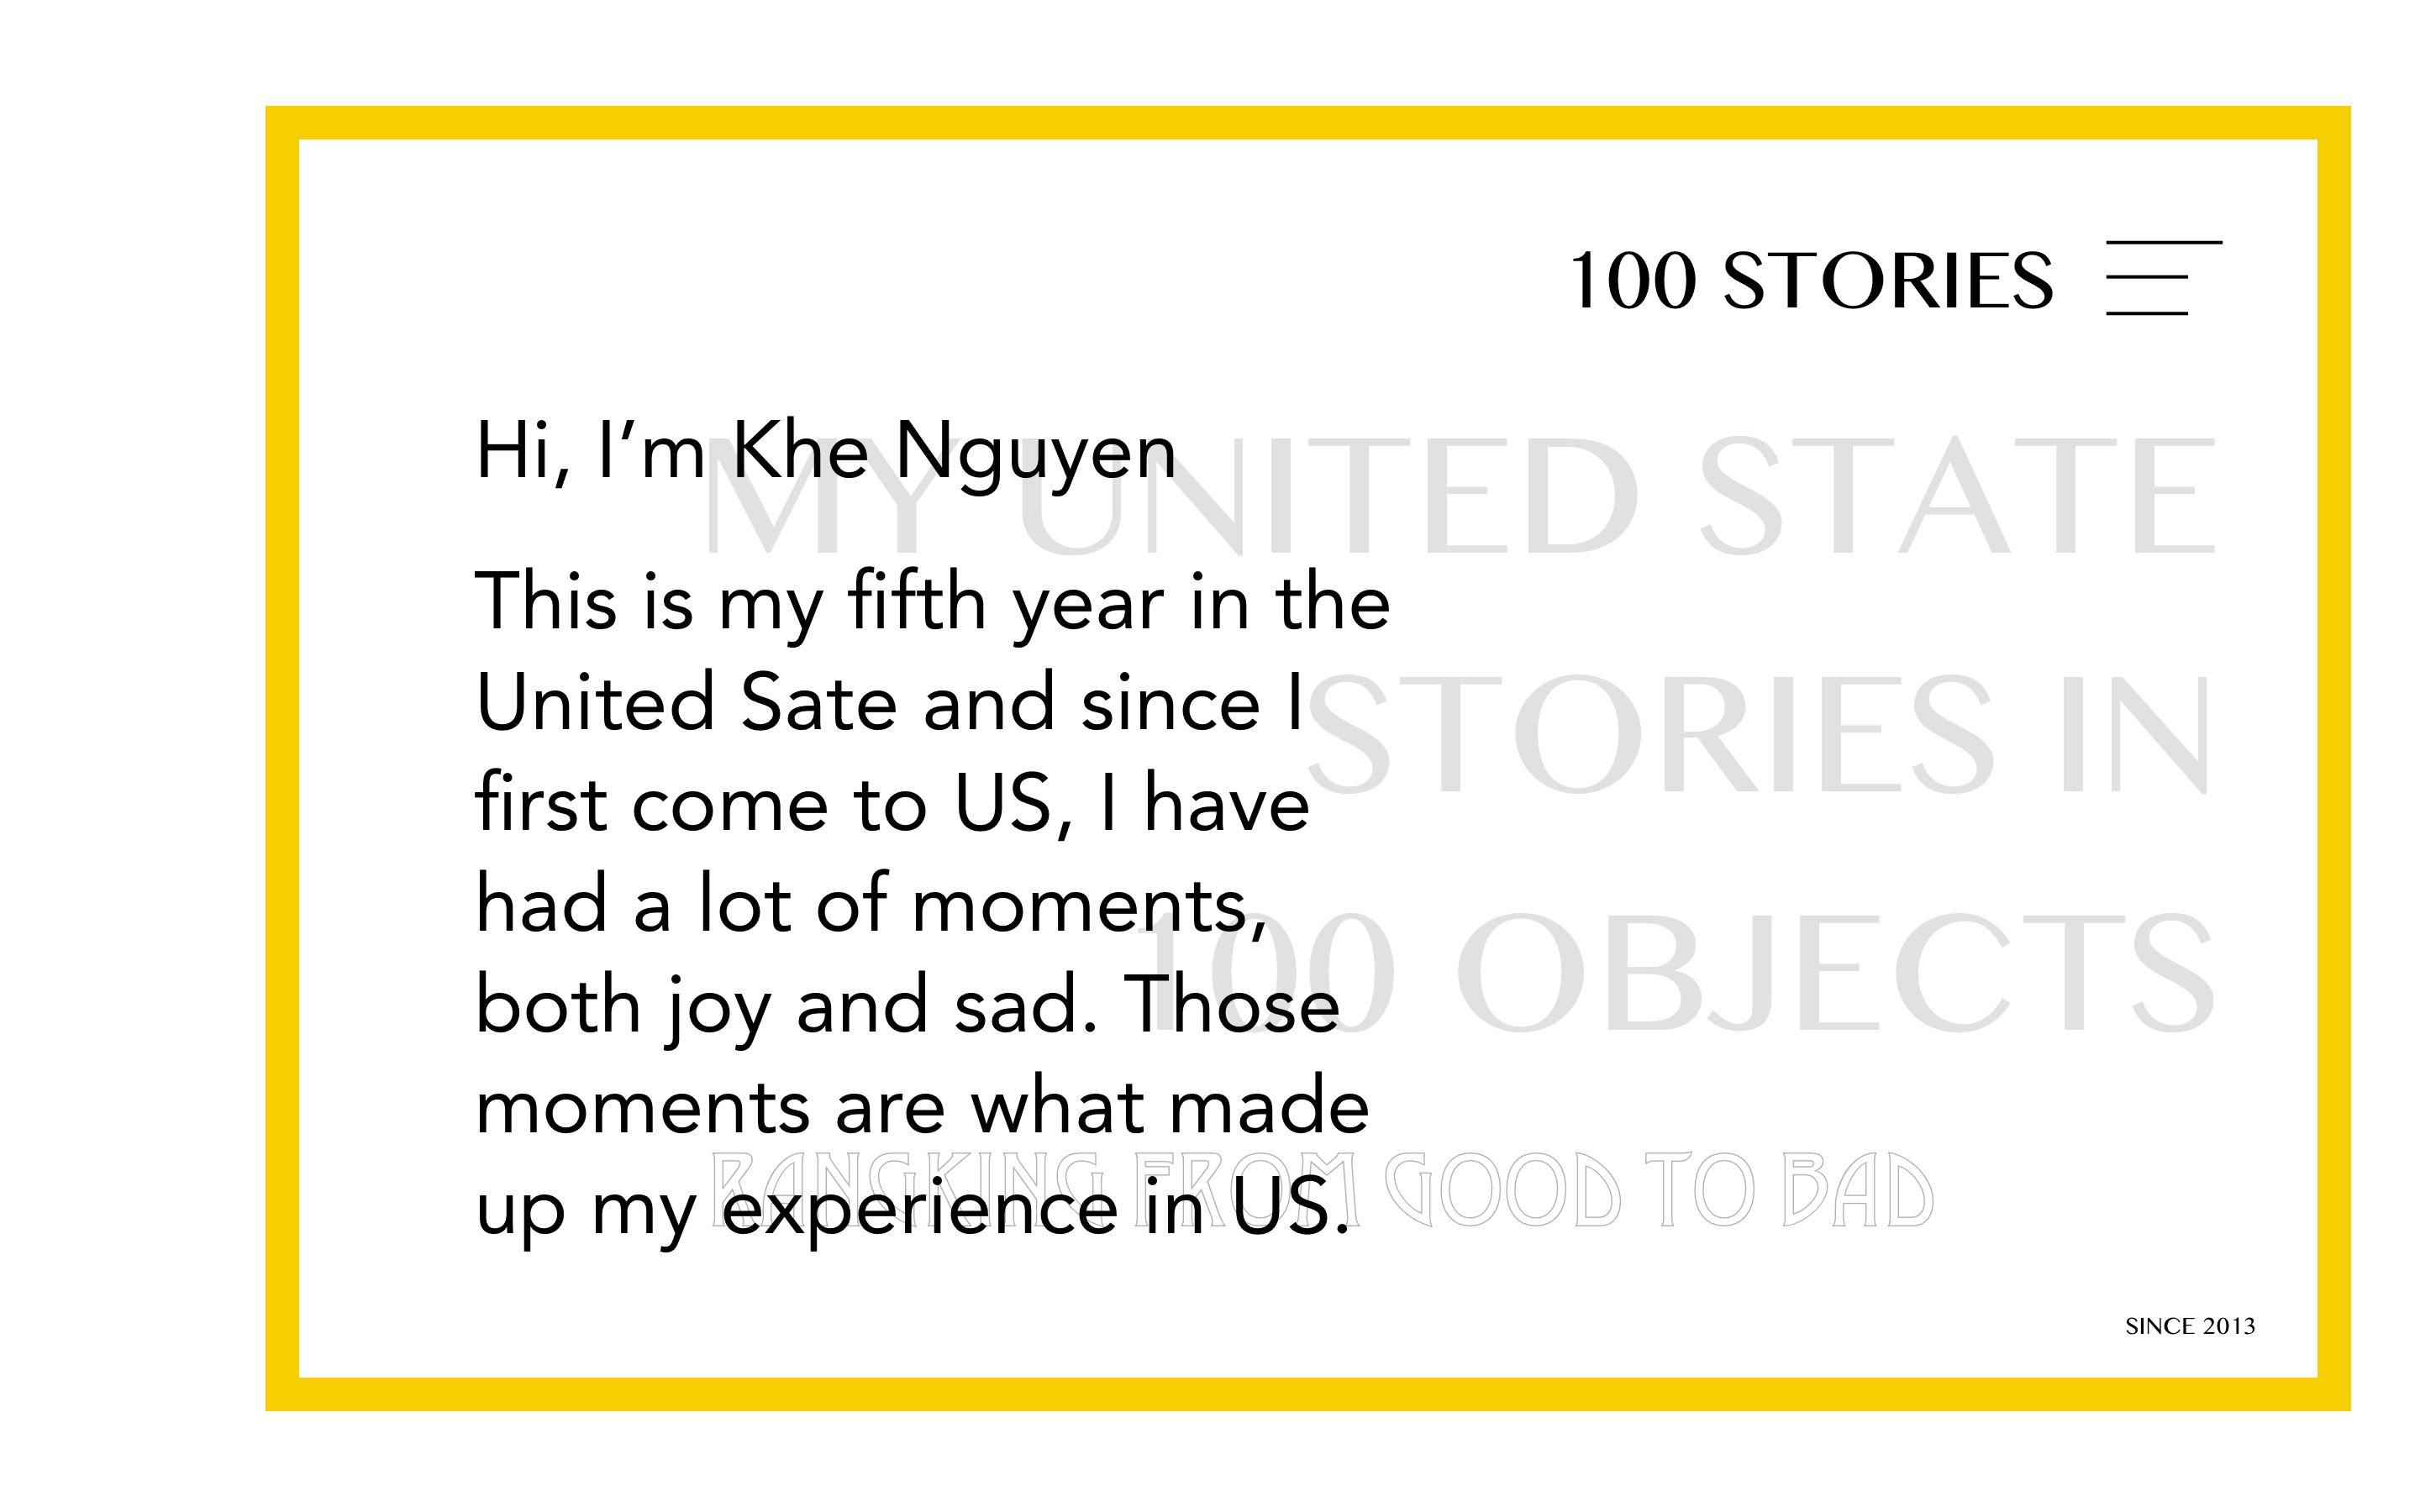 100 STORIES
Hi, I’m Khe Nguyen
MY UNITED STATE
This is my fifth year in the
United Sate and since I
STORIES IN
first come to US, I have
had a lot of moments,
100 OBJECTS
both joy and sad. Those
moments are what made
up my experience in US.
RANGKING FROM GOOD TO BAD
SINCE 2013